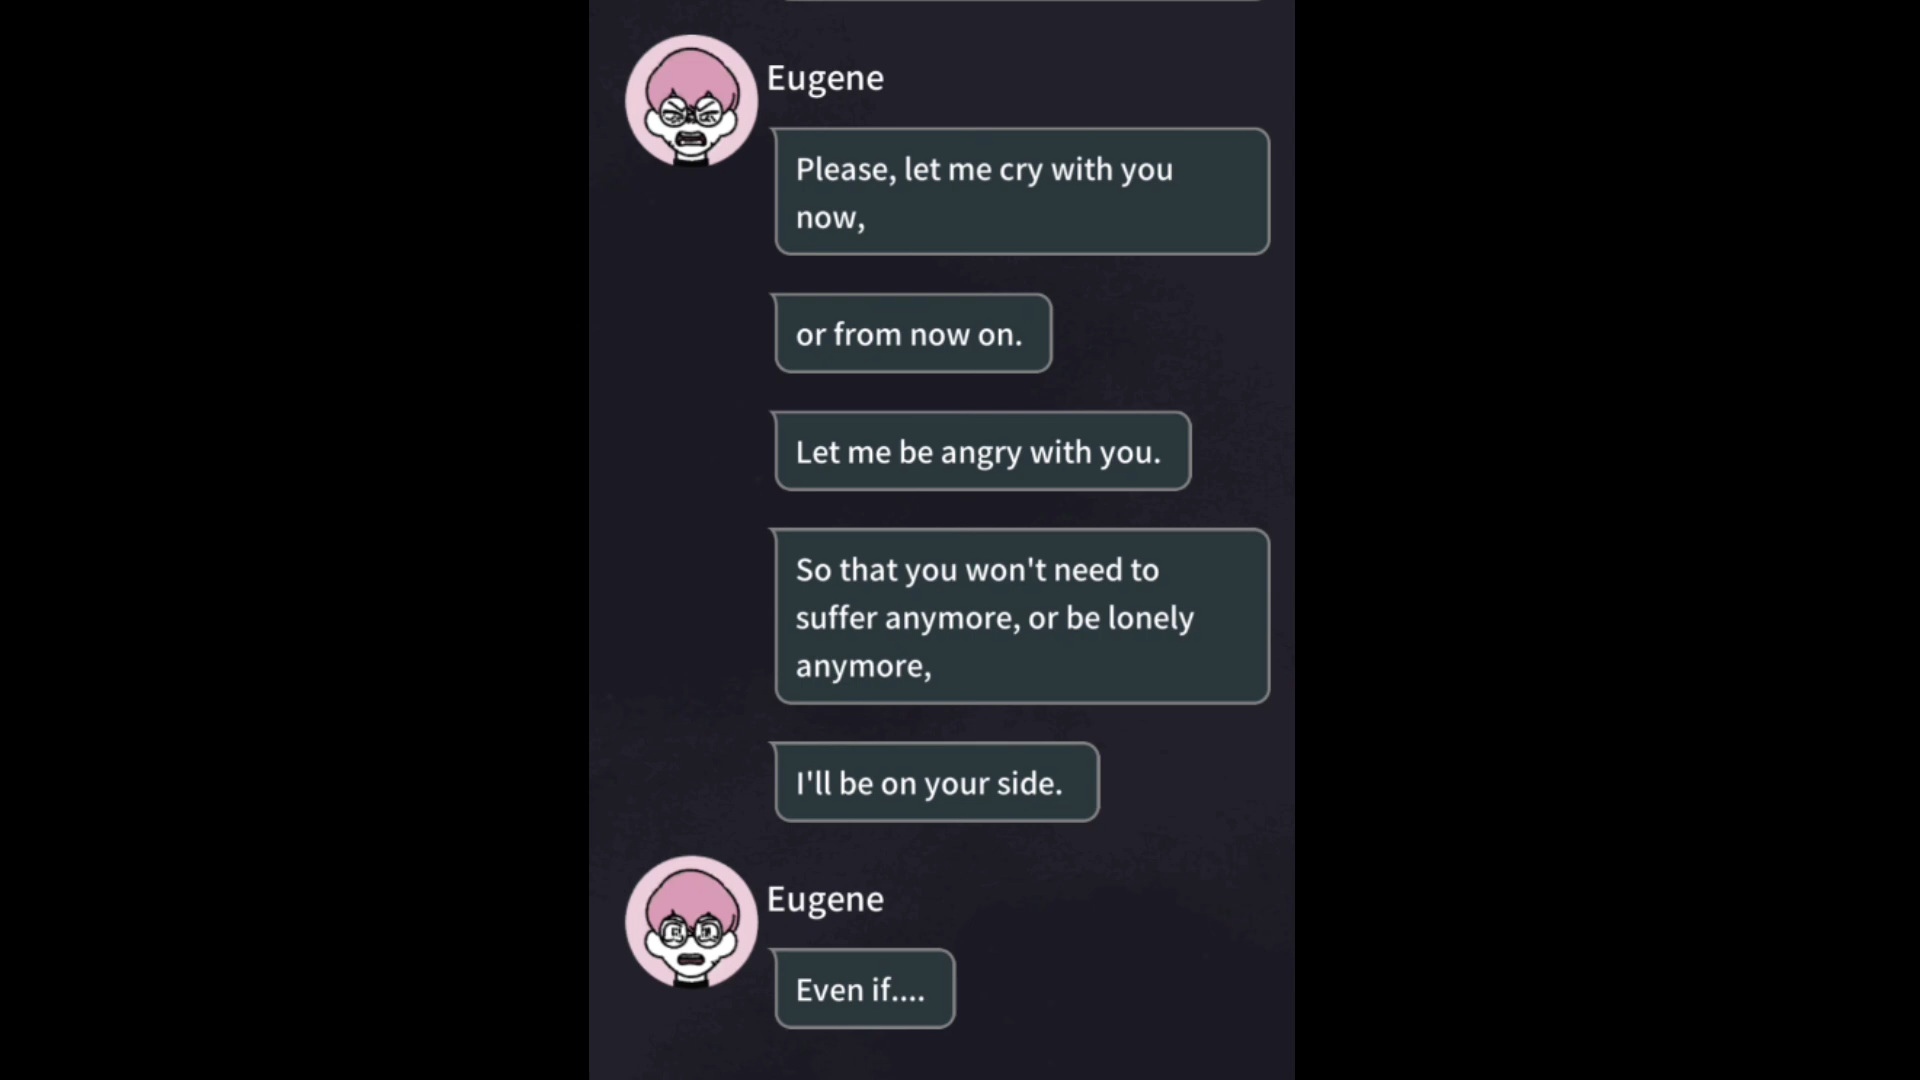 Eugene
Please, let me cry with you
now,
or from now on.
Let me be angry with you.
So that you won't need to
suffer anymore, or be lonely
anymore,
I'll be on your side.
Eugene
Even if....